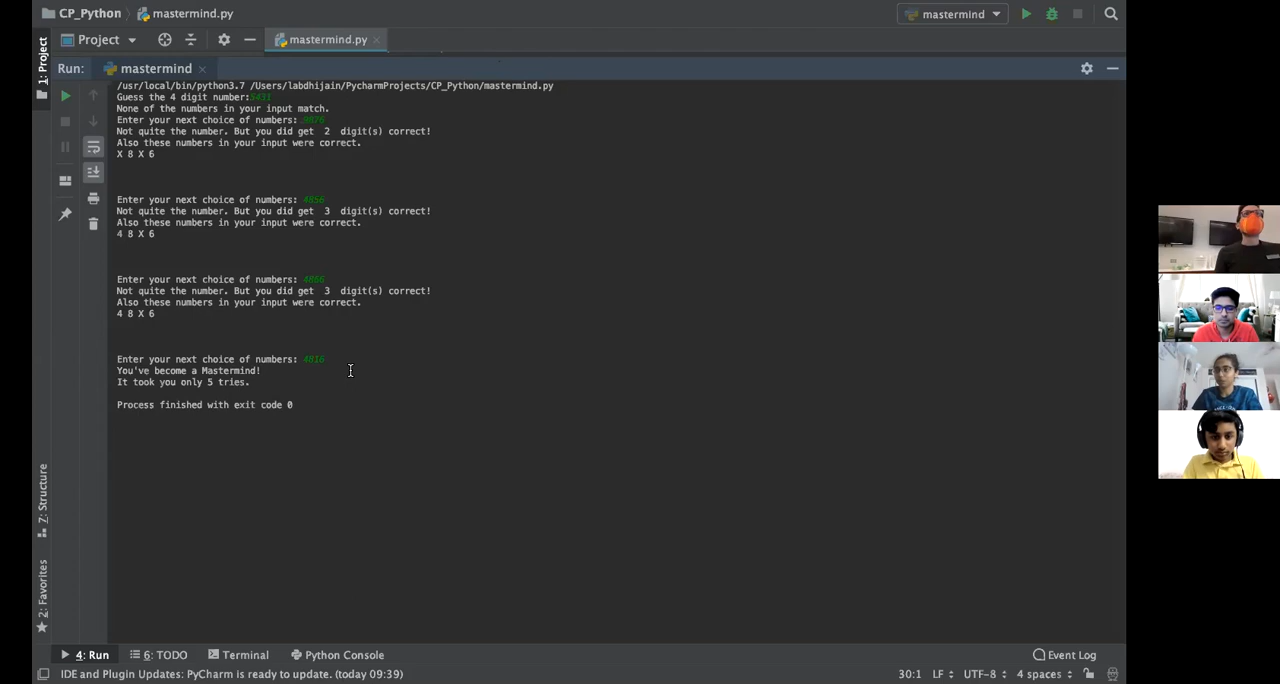 CP_Python
mastermind.py
mastermind
Project
mastermind.py
1: Project
Run:
mastermind
/usr/local/bin/python3.7 /Users/labdhijain/PycharmProjects/CP_Python/mastermind.py
Guess the 4 digit number:
None of the numbers in your input match.
Enter your next choice of numbers: 9876
Not quite the number. But you did get  2  digit(s) correct!
Also these numbers in your input were correct.
X 8 X 6
Enter your next choice of numbers: 4856
Not quite the number. But you did get  3  digit(s) correct!
Also these numbers in your input were correct.
4 8 X 6
Enter your next choice of numbers:
Not quite the number. But you did get  3  digit(s) correct!
Also these numbers in your input were correct.
4 8 X 6
Enter your next choice of numbers: 4816
You've become a Mastermind!
It took you only 5 tries.
Process finished with exit code 0
7: Structure
2: Favorites
4: Run
6: TODO
Terminal
Python Console
Event Log
IDE and Plugin Updates: PyCharm is ready to update. (today 09:39)
30:1
LF
UTF-8
4 spaces